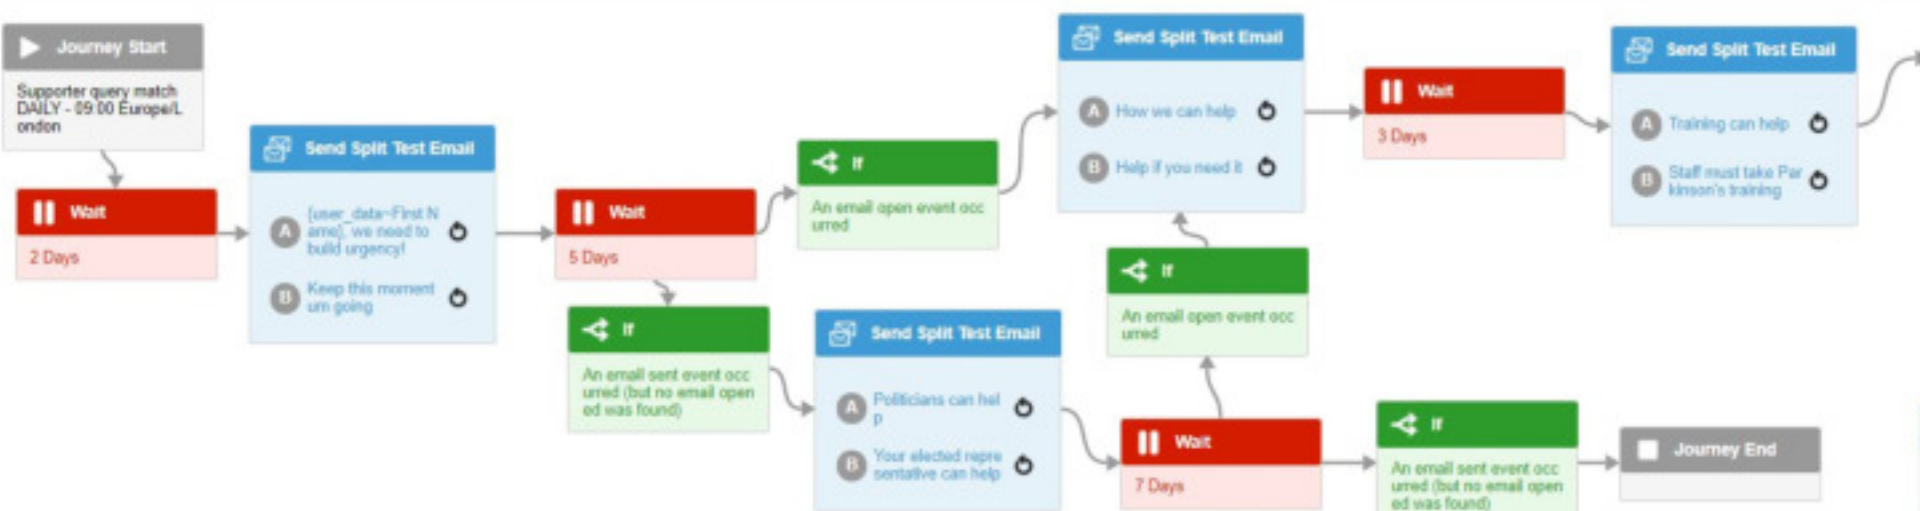 Journey Start
Supporter query match
DAILY - 09:00 Europe/L
ondon
Wait
2 Days
Send Split Test Email
A
{user_data~First N
ame}, we need to
build urgency!
B
Keep this moment
um going
Wait
5 Days
If
An email open event occ
urred
If
An email sent event occ
urred (but no email open
ed was found)
Send Split Test Email
A
Politicians can hel
p
B
Your elected repre
sentative can help
Wait
7 Days
If
An email open event occ
urred
Send Split Test Email
A
How we can help
B
Help if you need it
Wait
3 Days
Send Split Test Email
A
Training can help
B
Staff must take Par
kinson's training
If
An email sent event occ
urred (but no email open
ed was found)
Journey End